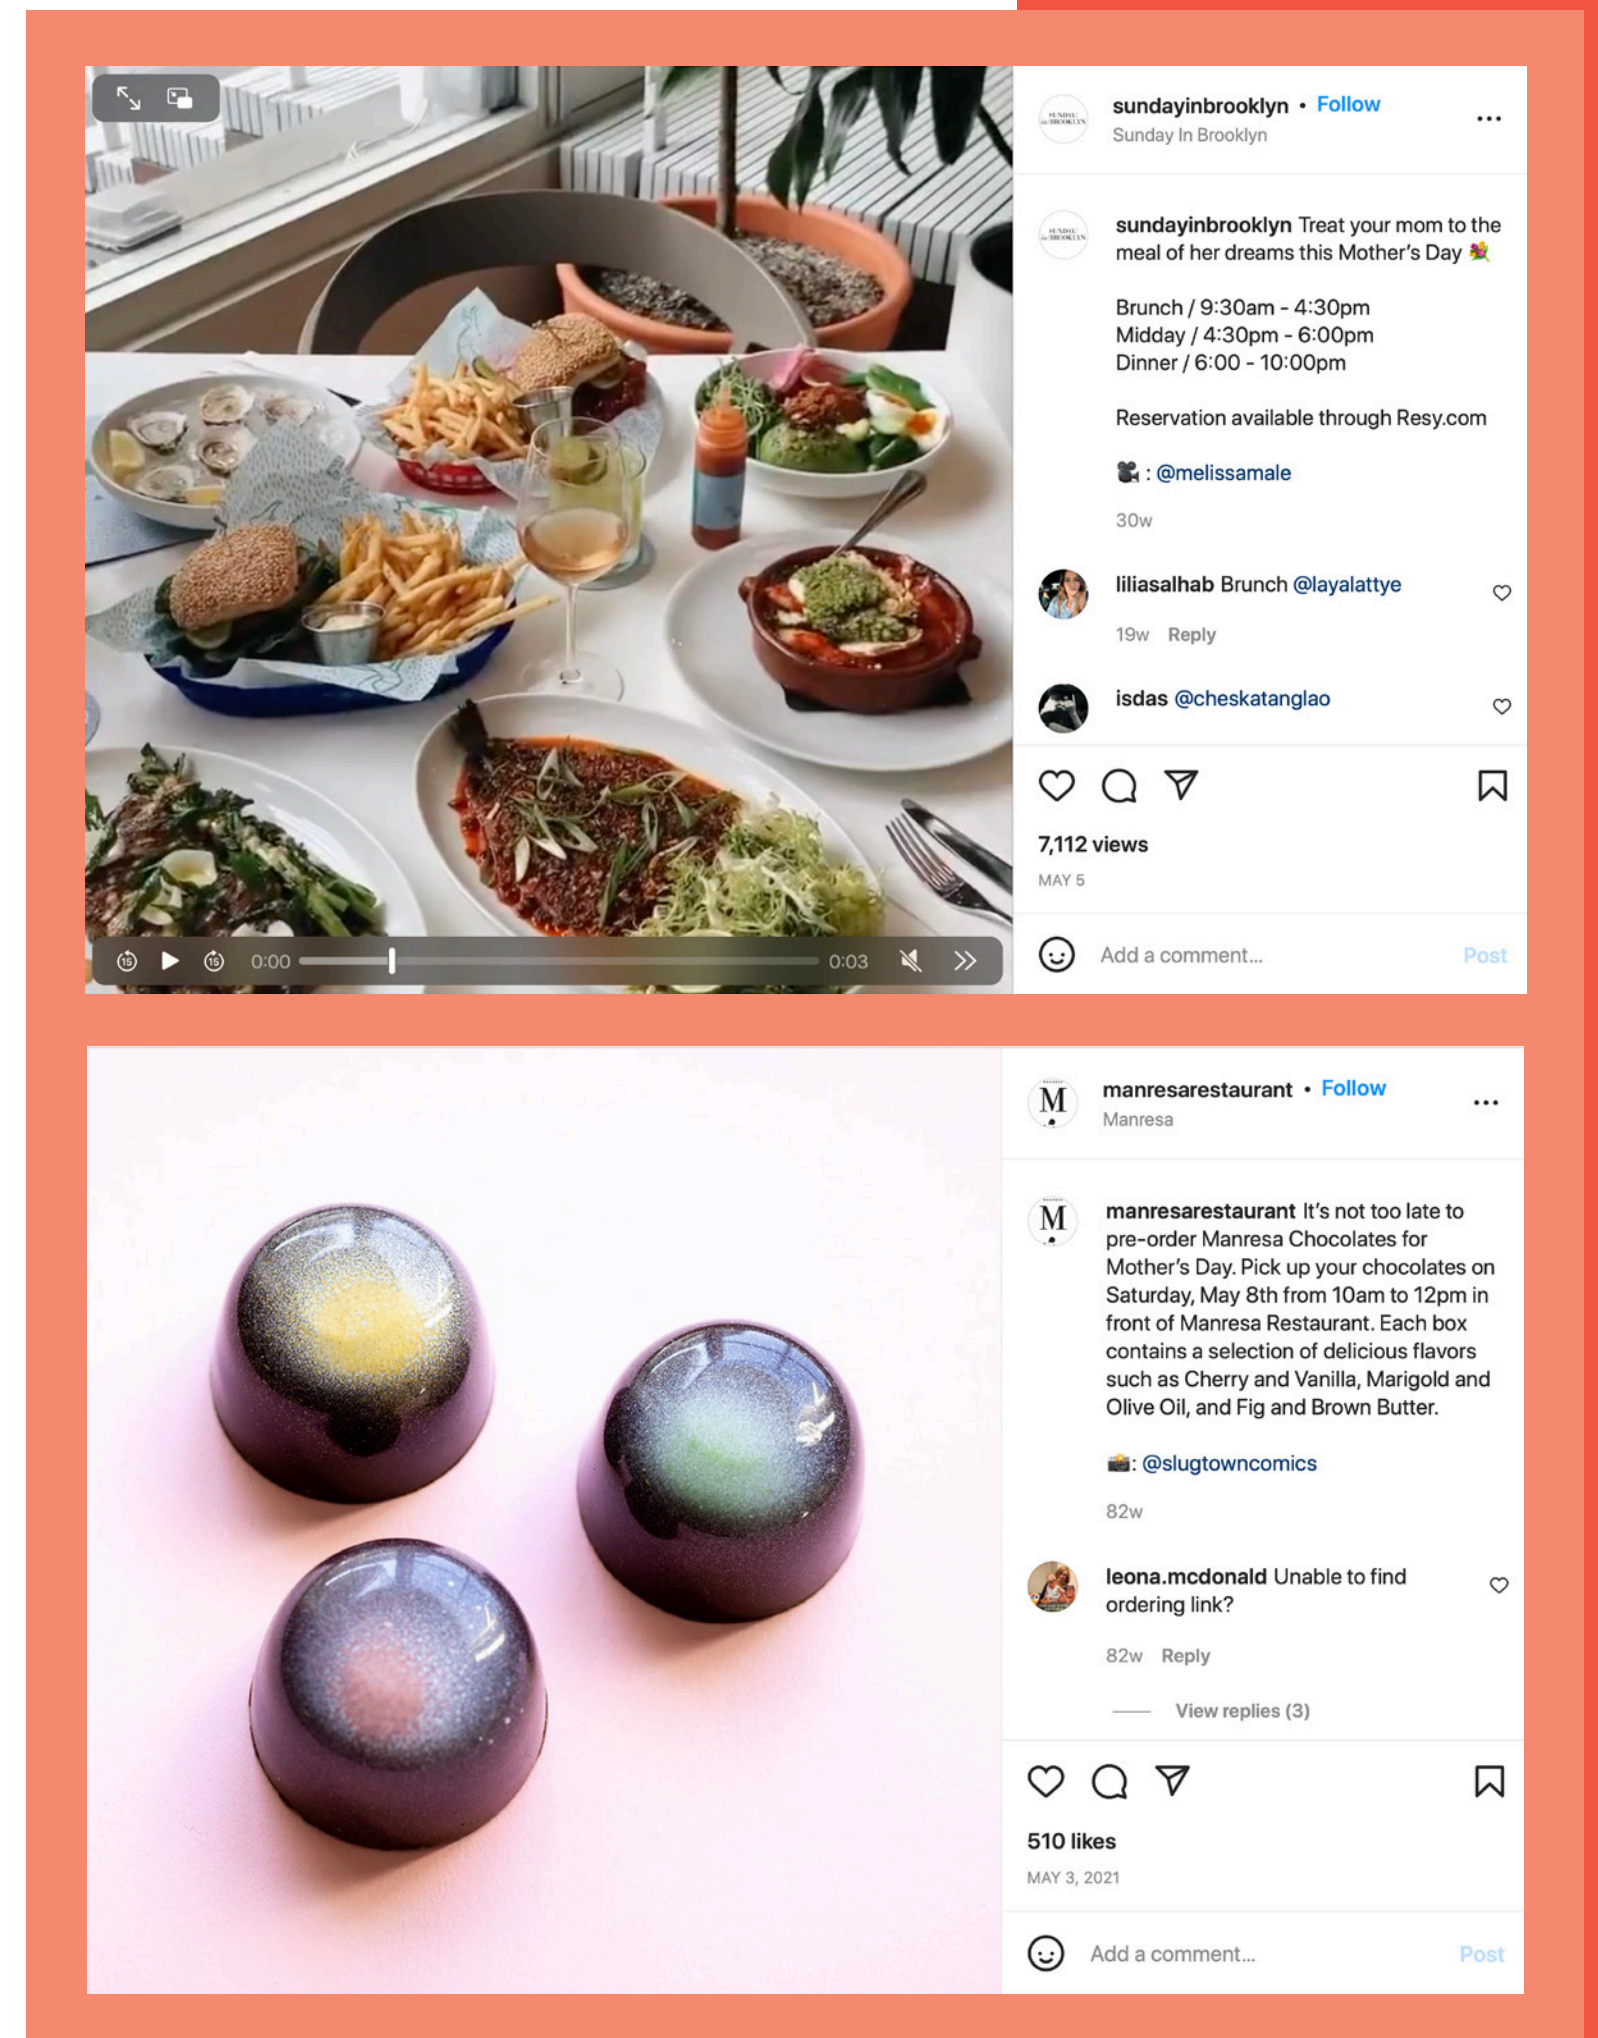 sundayinbrooklyn • Follow
Sunday In Brooklyn
SUNDAY
in BROOKLYN
sundayinbrooklyn Treat your mom to the
meal of her dreams this Mother's Day 💐
Brunch / 9:30am - 4:30pm
Midday / 4:30pm - 6:00pm
Dinner / 6:00 - 10:00pm
Reservation available through Resy.com
🎥 : @melissamale
30w
liliasalhab Brunch @layalattye
19w Reply
isdas @cheskatanglao
7,112 views
MAY 5
15 15 0:00 0:03
Add a comment... Post
manresarestaurant • Follow
Manresa
M
manresarestaurant It's not too late to
pre-order Manresa Chocolates for
Mother's Day. Pick up your chocolates on
Saturday, May 8th from 10am to 12pm in
front of Manresa Restaurant. Each box
contains a selection of delicious flavors
such as Cherry and Vanilla, Marigold and
Olive Oil, and Fig and Brown Butter.
📸: @slugtowncomics
82w
leona.mcdonald Unable to find
ordering link?
82w Reply
View replies (3)
510 likes
MAY 3, 2021
Add a comment... Post